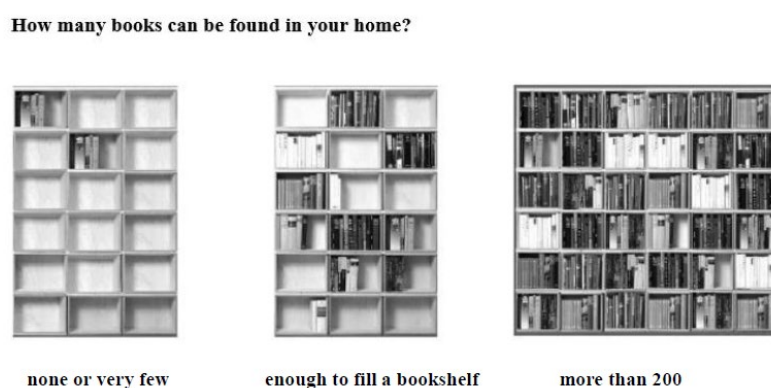 How many books can be found in your home?
none or very few
enough to fill a bookshelf
more than 200